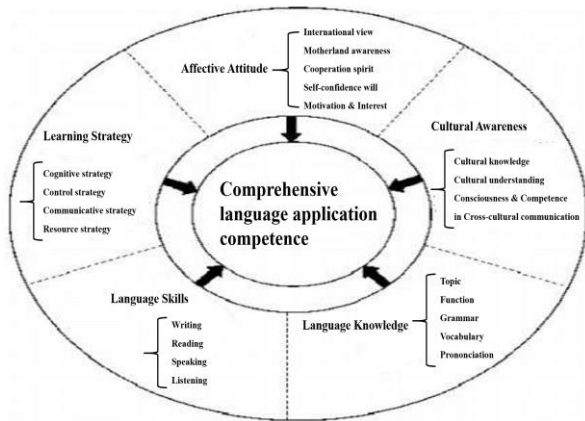 Affective Attitude
International view
Motherland awareness
Cooperation spirit
Self-confidence will
Motivation & Interest
Learning Strategy
Cognitive strategy
Control strategy
Communicative strategy
Resource strategy
Cultural Awareness
Cultural knowledge
Cultural understanding
Consciousness & Competence
in Cross-cultural communication
Comprehensive
language application
competence
Language Skills
Writing
Reading
Speaking
Listening
Language Knowledge
Topic
Function
Grammar
Vocabulary
Prononciation